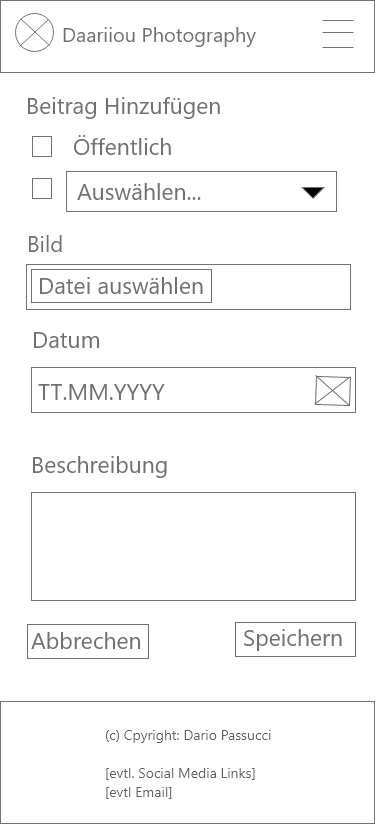 Daariiou Photography
Beitrag Hinzufügen
Öffentlich
Auswählen...
Bild
Datei auswählen
Datum
TT.MM.YYYY
Beschreibung
Abbrechen
Speichern
(c) Cpyright: Dario Passucci
[evtl. Social Media Links]
[evtl Email]